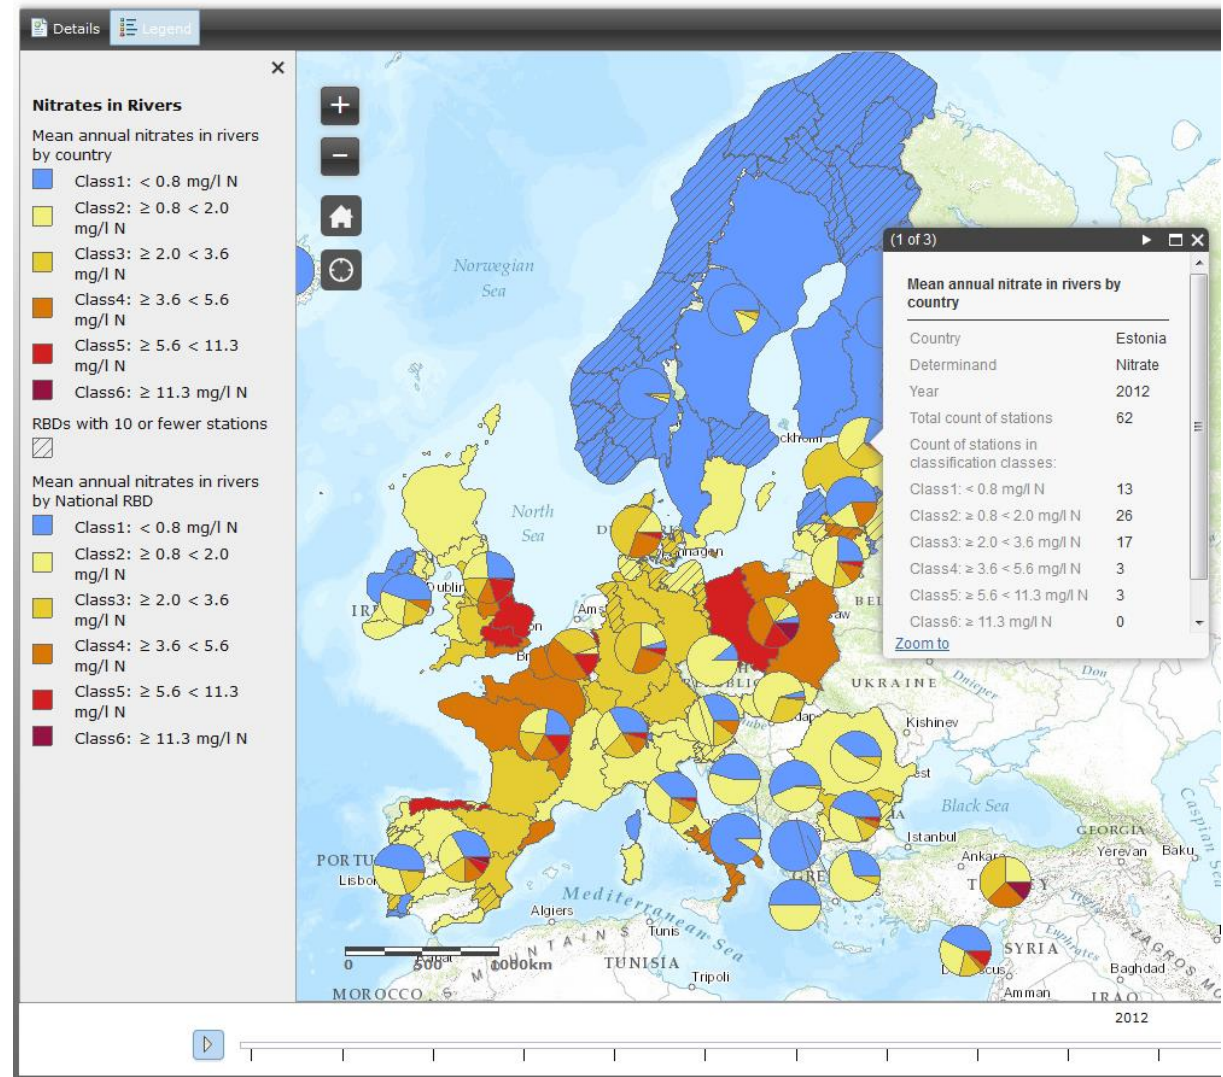 Details
Legend
Nitrates in Rivers
Mean annual nitrates in rivers
by country
Class1: < 0.8 mg/l N
Class2: ≥ 0.8 < 2.0
mg/l N
Class3: ≥ 2.0 < 3.6
mg/l N
Class4: ≥ 3.6 < 5.6
mg/l N
Class5: ≥ 5.6 < 11.3
mg/l N
Class6: ≥ 11.3 mg/l N
RBDs with 10 or fewer stations
Mean annual nitrates in rivers
by National RBD
Class1: < 0.8 mg/l N
Class2: ≥ 0.8 < 2.0
mg/l N
Class3: ≥ 2.0 < 3.6
mg/l N
Class4: ≥ 3.6 < 5.6
mg/l N
Class5: ≥ 5.6 < 11.3
mg/l N
Class6: ≥ 11.3 mg/l N
Norwegian
Sea
North
Sea
(1 of 3)
Mean annual nitrate in rivers by
country
Country Estonia
Determinand Nitrate
Year 2012
Total count of stations 62
Count of stations in
classification classes:
Class1: < 0.8 mg/l N 13
Class2: ≥ 0.8 < 2.0 mg/l N 26
Class3: ≥ 2.0 < 3.6 mg/l N 17
Class4: ≥ 3.6 < 5.6 mg/l N 3
Class5: ≥ 5.6 < 11.3 mg/l N 3
Class6: ≥ 11.3 mg/l N 0
Zoom to
Dublin
UKRAINE
Dnieper
Don
Kishinev
Black Sea
Caspian Sea
GEORGIA
Istanbul
Ankara
Yerevan
Baku
Mediterranean Sea
Algiers
Tunis
TUNISIA
Tripoli
MOROCCO
SYRIA
Euphrates
ZAGROS
Baghdad
Amman
IRAQ
0 500 1000km
2012